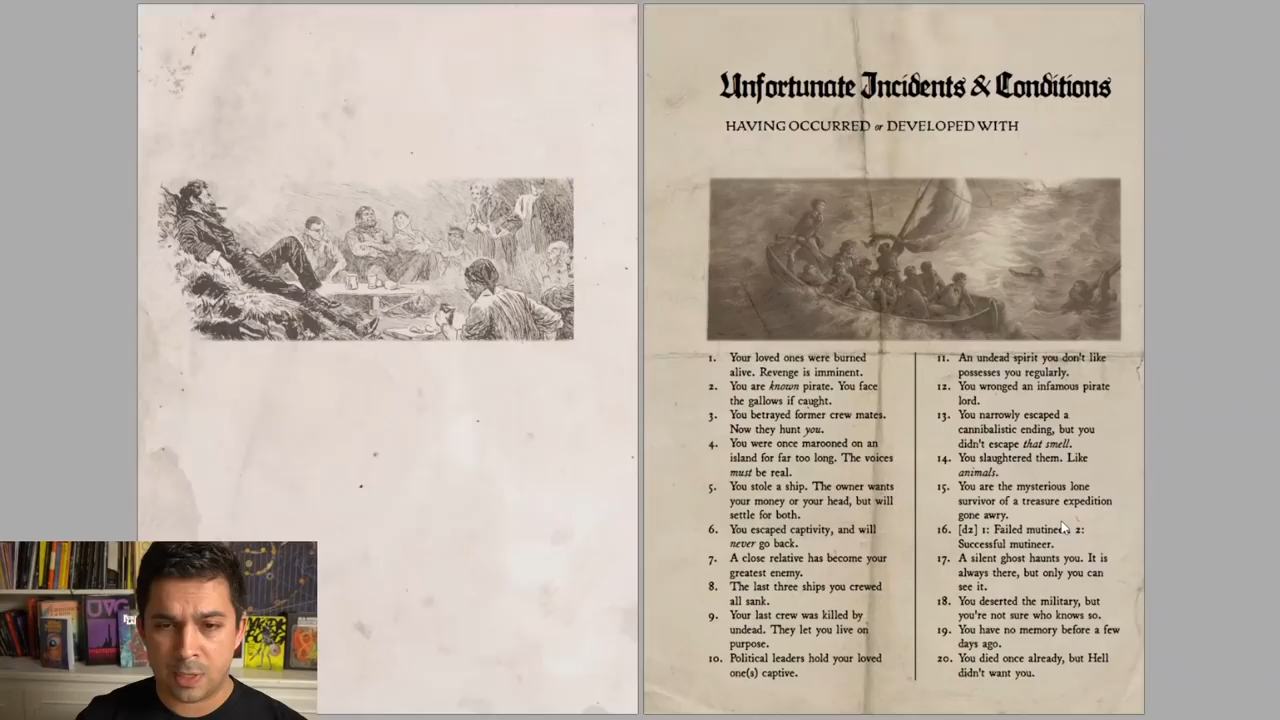 Unfortunate Incidents & Conditions
HAVING OCCURRED or DEVELOPED WITH
1. Your loved ones were burned
alive. Revenge is imminent.
2. You are known pirate. You face
the gallows if caught.
3. You betrayed former crew mates.
Now they hunt you.
4. You were once marooned on an
island for far too long. The voices
must be real.
5. You stole a ship. The owner wants
your money or your head, but will
settle for both.
6. You escaped captivity, and will
never go back.
7. A close relative has become your
greatest enemy.
8. The last three ships you crewed
all sank.
9. Your last crew was killed by
undead. They let you live on
purpose.
10. Political leaders hold your loved
one(s) captive.
11. An undead spirit you don't like
possesses you regularly.
12. You wronged an infamous pirate
lord.
13. You narrowly escaped a
cannibalistic ending, but you
didn't escape that smell.
14. You slaughtered them. Like
animals.
15. You are the mysterious lone
survivor of a treasure expedition
gone awry.
16. [d2] 1: Failed mutineer. 2:
Successful mutineer.
17. A silent ghost haunts you. It is
always there, but only you can
see it.
18. You deserted the military, but
you're not sure who knows so.
19. You have no memory before a few
days ago.
20. You died once already, but Hell
didn't want you.
UVG